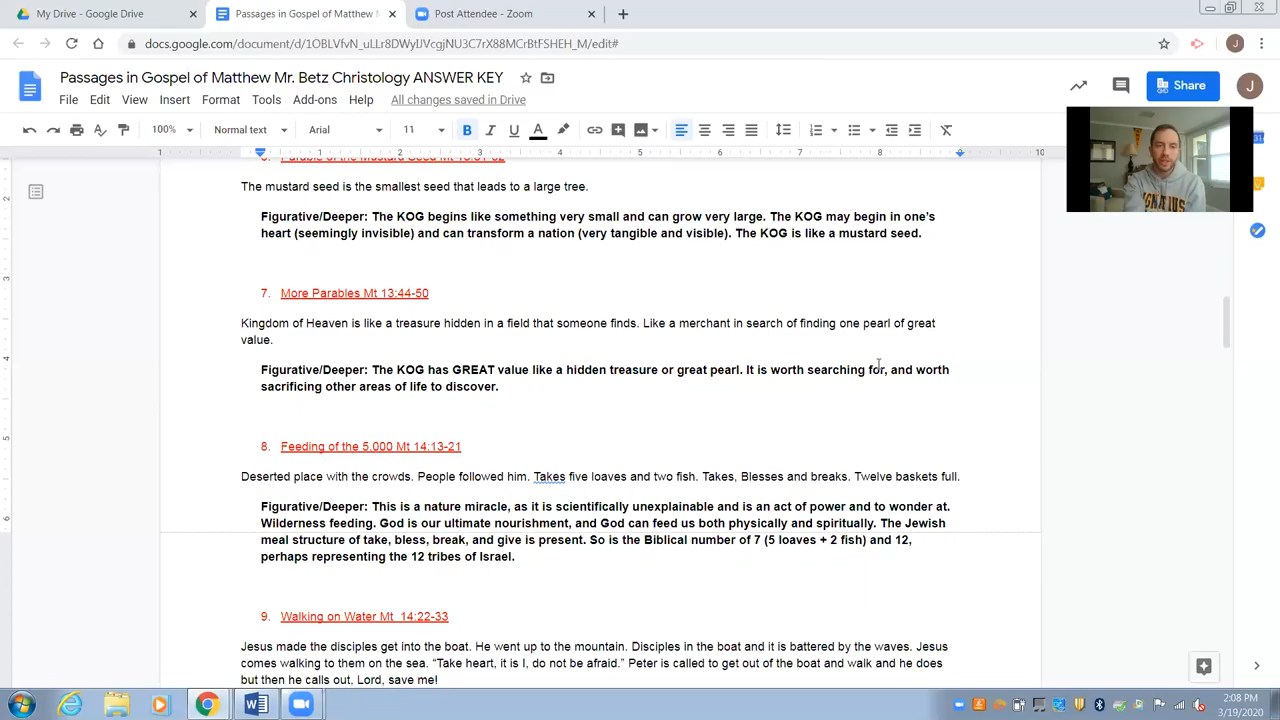 My Drive - Google Drive
Passages in Gospel of Matthew
Post Attendee - Zoom
docs.google.com/document/d/1OBLVfvN_uLLr8DWyIJVcgjNU3C7rX88MCrBtFSHEH_M/edit#
Passages in Gospel of Matthew Mr. Betz Christology ANSWER KEY
File Edit View Insert Format Tools Add-ons Help All changes saved in Drive
Share
J
100% Normal text Arial 11
The mustard seed is the smallest seed that leads to a large tree.
Figurative/Deeper: The KOG begins like something very small and can grow very large. The KOG may begin in one's
heart (seemingly invisible) and can transform a nation (very tangible and visible). The KOG is like a mustard seed.
7. More Parables Mt 13:44-50
Kingdom of Heaven is like a treasure hidden in a field that someone finds. Like a merchant in search of finding one pearl of great
value.
Figurative/Deeper: The KOG has GREAT value like a hidden treasure or great pearl. It is worth searching for, and worth
sacrificing other areas of life to discover.
8. Feeding of the 5,000 Mt 14:13-21
Deserted place with the crowds. People followed him. Takes five loaves and two fish. Takes, Blesses and breaks. Twelve baskets full.
Figurative/Deeper: This is a nature miracle, as it is scientifically unexplainable and is an act of power and to wonder at.
Wilderness feeding. God is our ultimate nourishment, and God can feed us both physically and spiritually. The Jewish
meal structure of take, bless, break, and give is present. So is the Biblical number of 7 (5 loaves + 2 fish) and 12,
perhaps representing the 12 tribes of Israel.
9. Walking on Water Mt 14:22-33
Jesus made the disciples get into the boat. He went up to the mountain. Disciples in the boat and it is battered by the waves. Jesus
comes walking to them on the sea. "Take heart, it is I, do not be afraid." Peter is called to get out of the boat and walk and he does
but then he calls out, Lord, save me!
2:08 PM
3/19/2020